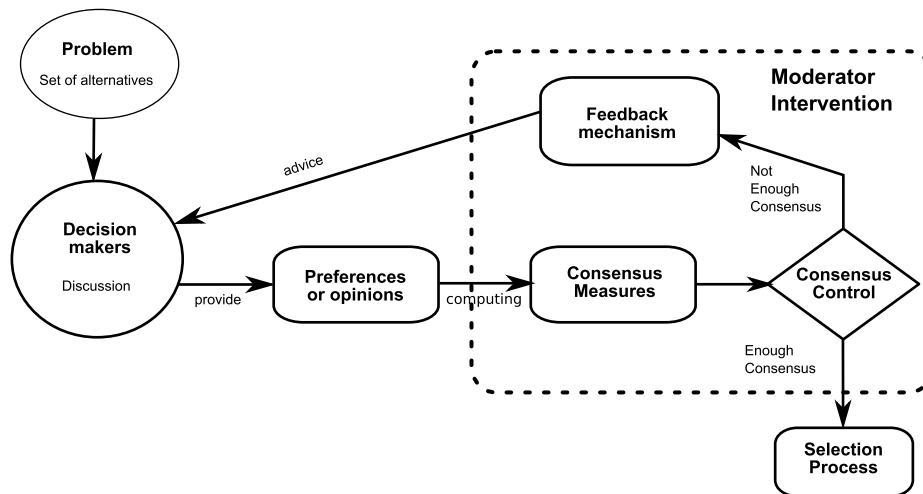 Problem
Set of alternatives
Moderator
Intervention
Feedback
mechanism
advice
Not
Enough
Consensus
Decision
makers
Discussion
provide
Preferences
or opinions
computing
Consensus
Measures
Consensus
Control
Enough
Consensus
Selection
Process